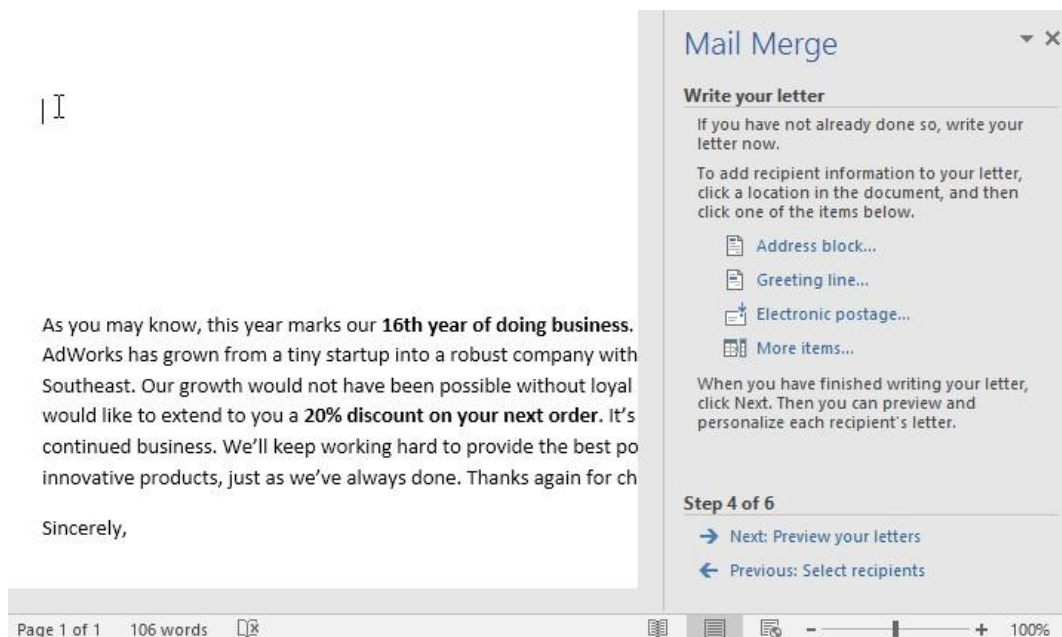 Mail Merge
Write your letter
If you have not already done so, write your
letter now.
To add recipient information to your letter,
click a location in the document, and then
click one of the items below.
Address block...
Greeting line...
Electronic postage...
More items...
When you have finished writing your letter,
click Next. Then you can preview and
personalize each recipient's letter.
Step 4 of 6
Next: Preview your letters
Previous: Select recipients
As you may know, this year marks our 16th year of doing business.
AdWorks has grown from a tiny startup into a robust company with
Southeast. Our growth would not have been possible without loyal
would like to extend to you a 20% discount on your next order. It's
continued business. We'll keep working hard to provide the best po
innovative products, just as we've always done. Thanks again for ch
Sincerely,
Page 1 of 1 106 words
100%